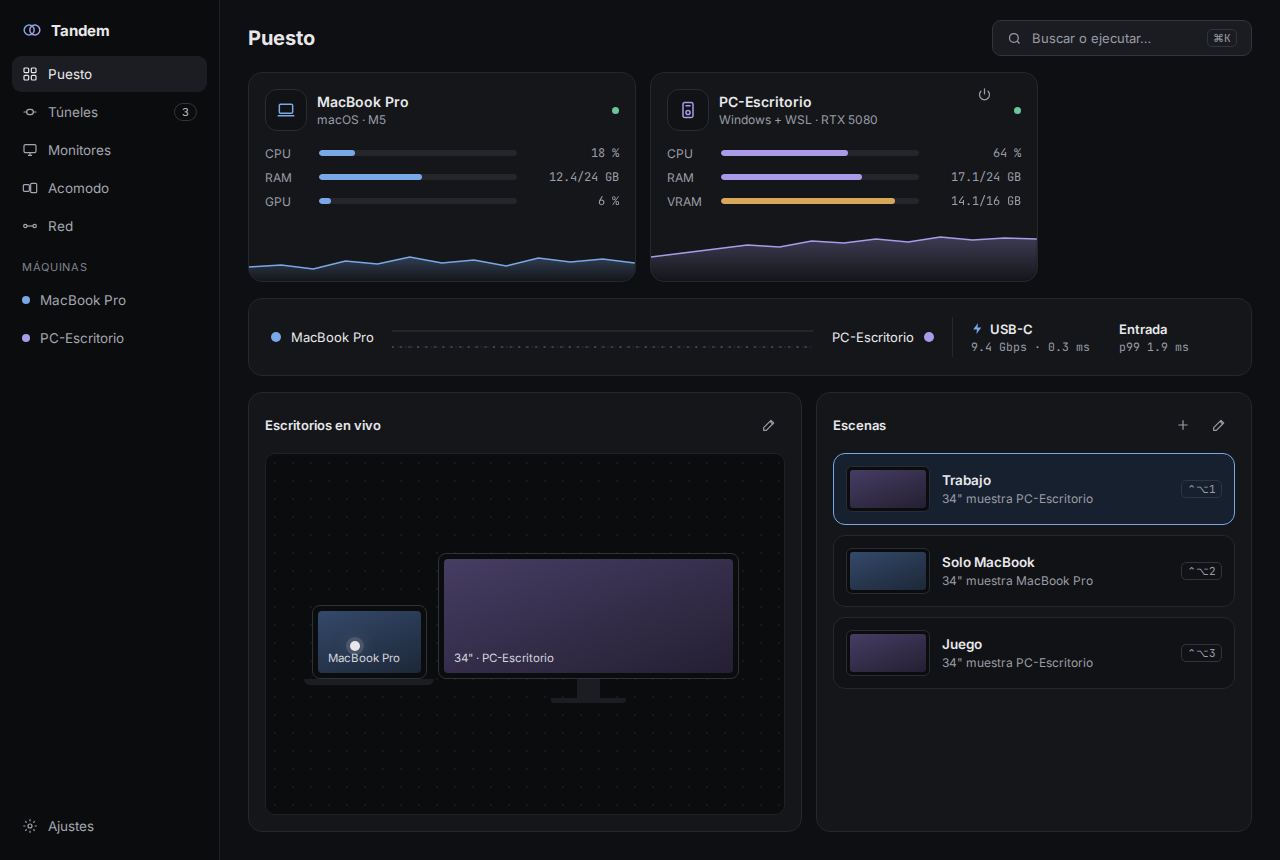 Tandem
Puesto
Túneles 3
Monitores
Acomodo
Red
MÁQUINAS
MacBook Pro
PC-Escritorio
Ajustes
Puesto
Buscar o ejecutar... ⌘K
MacBook Pro
macOS · M5
CPU 18 %
RAM 12.4/24 GB
GPU 6 %
PC-Escritorio
Windows + WSL · RTX 5080
CPU 64 %
RAM 17.1/24 GB
VRAM 14.1/16 GB
MacBook Pro
PC-Escritorio
USB-C
9.4 Gbps · 0.3 ms
Entrada
p99 1.9 ms
Escritorios en vivo
MacBook Pro
34" · PC-Escritorio
Escenas
Trabajo
34" muestra PC-Escritorio
⌃⌥1
Solo MacBook
34" muestra MacBook Pro
⌃⌥2
Juego
34" muestra PC-Escritorio
⌃⌥3